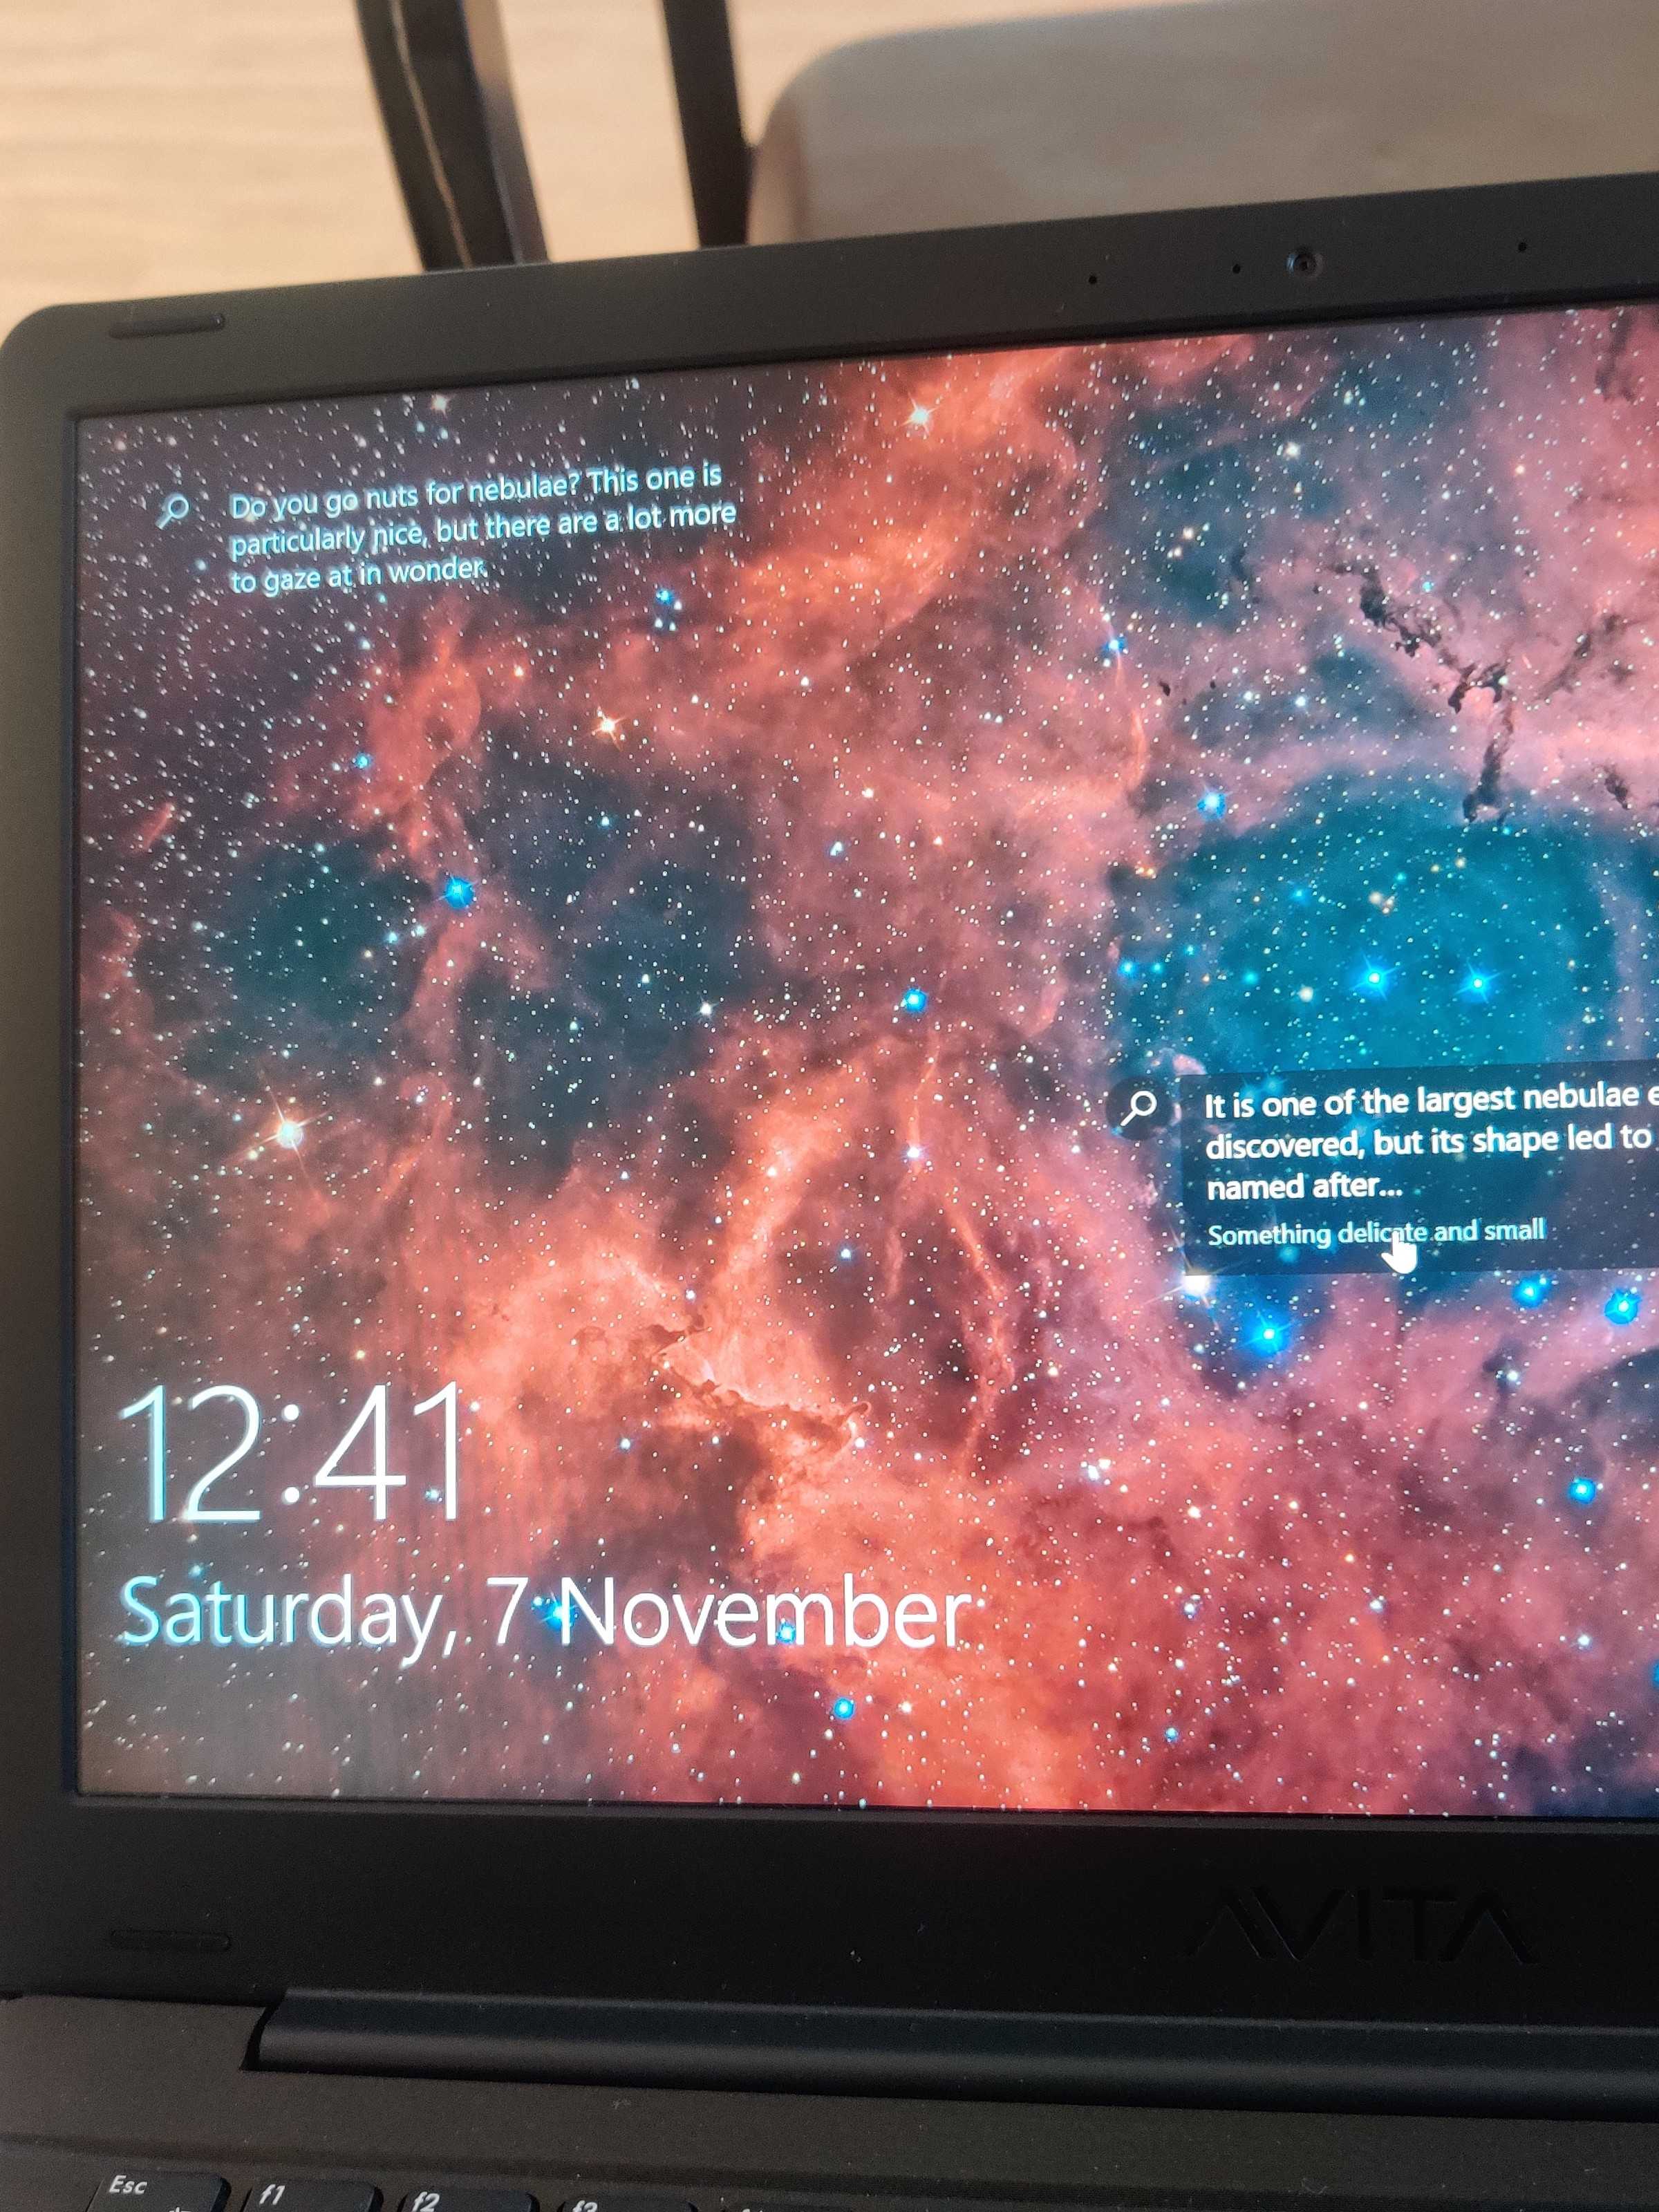 Do you go nuts for nebulae? This one is
particularly nice, but there are a lot more
to gaze at in wonder.
It is one of the largest nebulae
discovered, but its shape led to
named after...
Something delicate and small
12:41
Saturday, 7 November
AVITA
Esc
f1
f2
f3